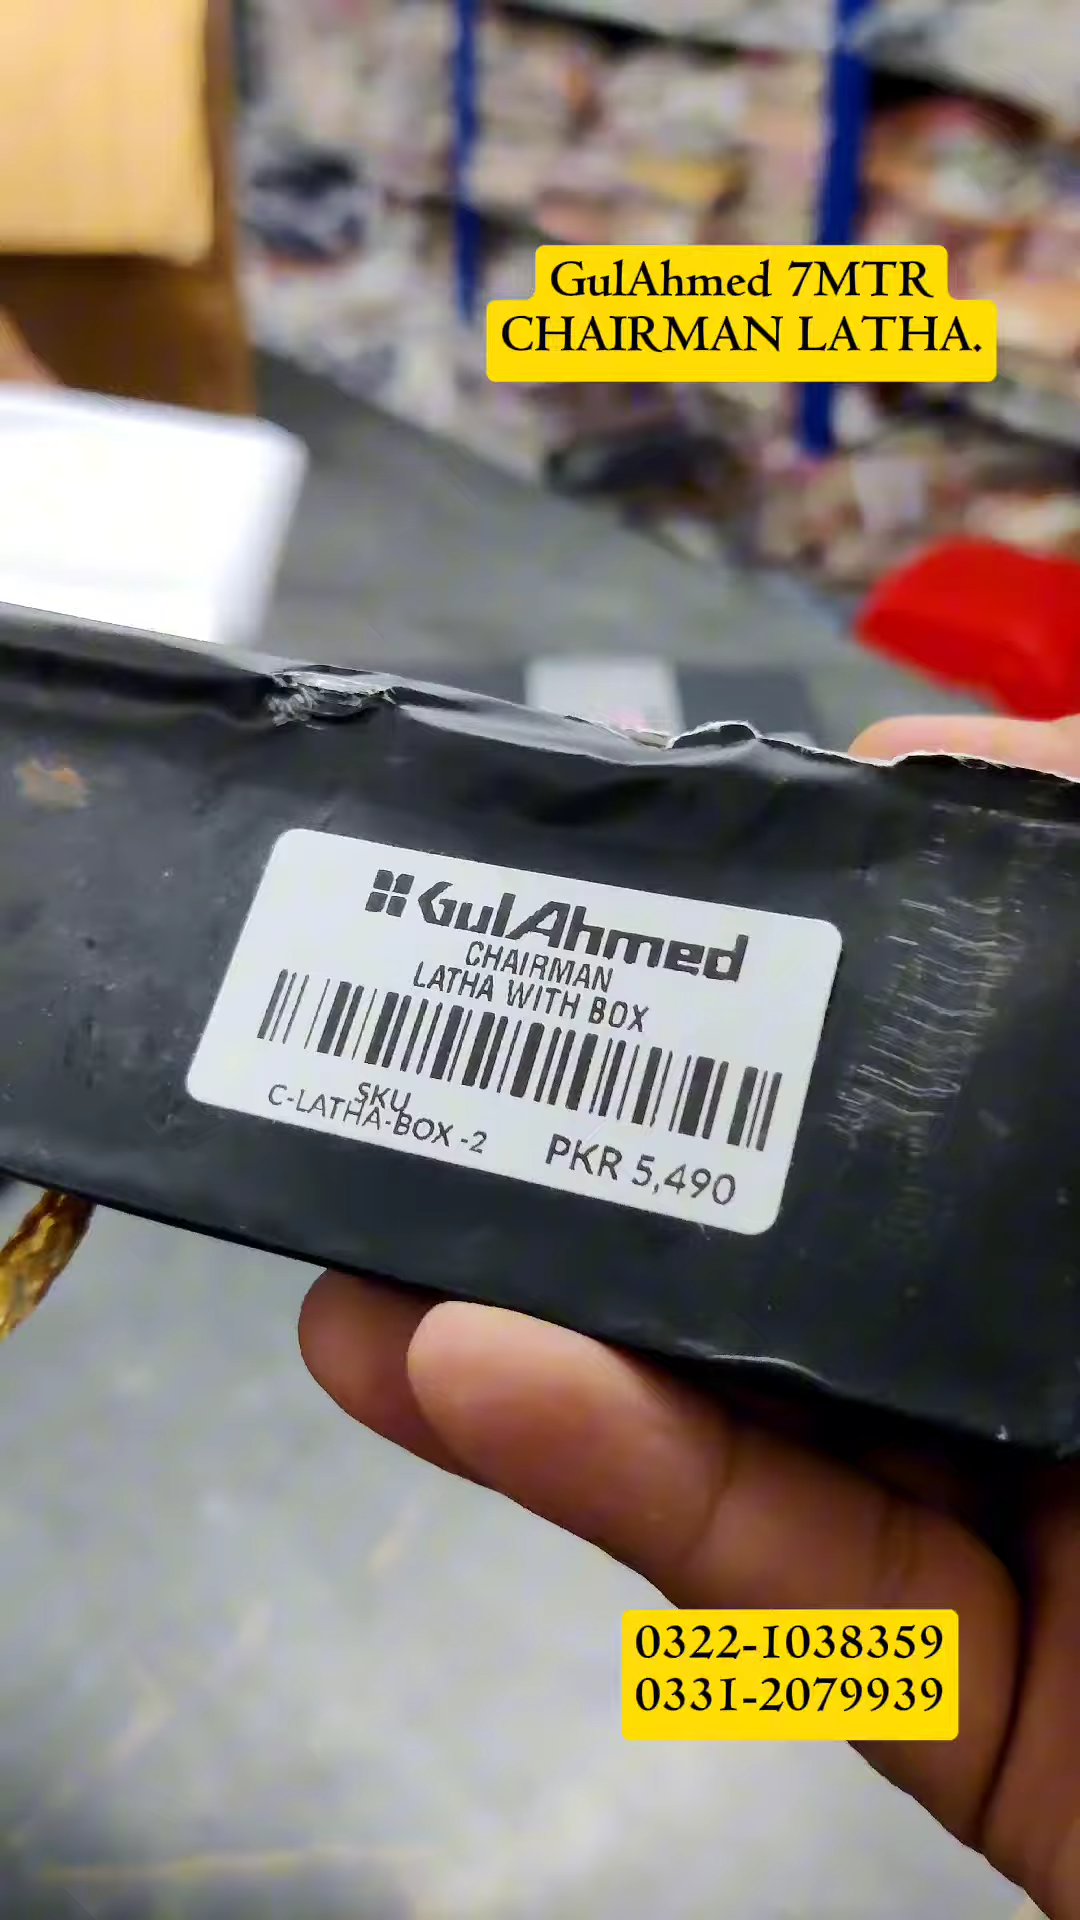 GulAhmed 7MTR
CHAIRMAN LATHA.
GulAhmed
CHAIRMAN
LATHA WITH BOX
SKU
C-LATHA-BOX -2
PKR 5,490
0322-1038359
0331-2079939